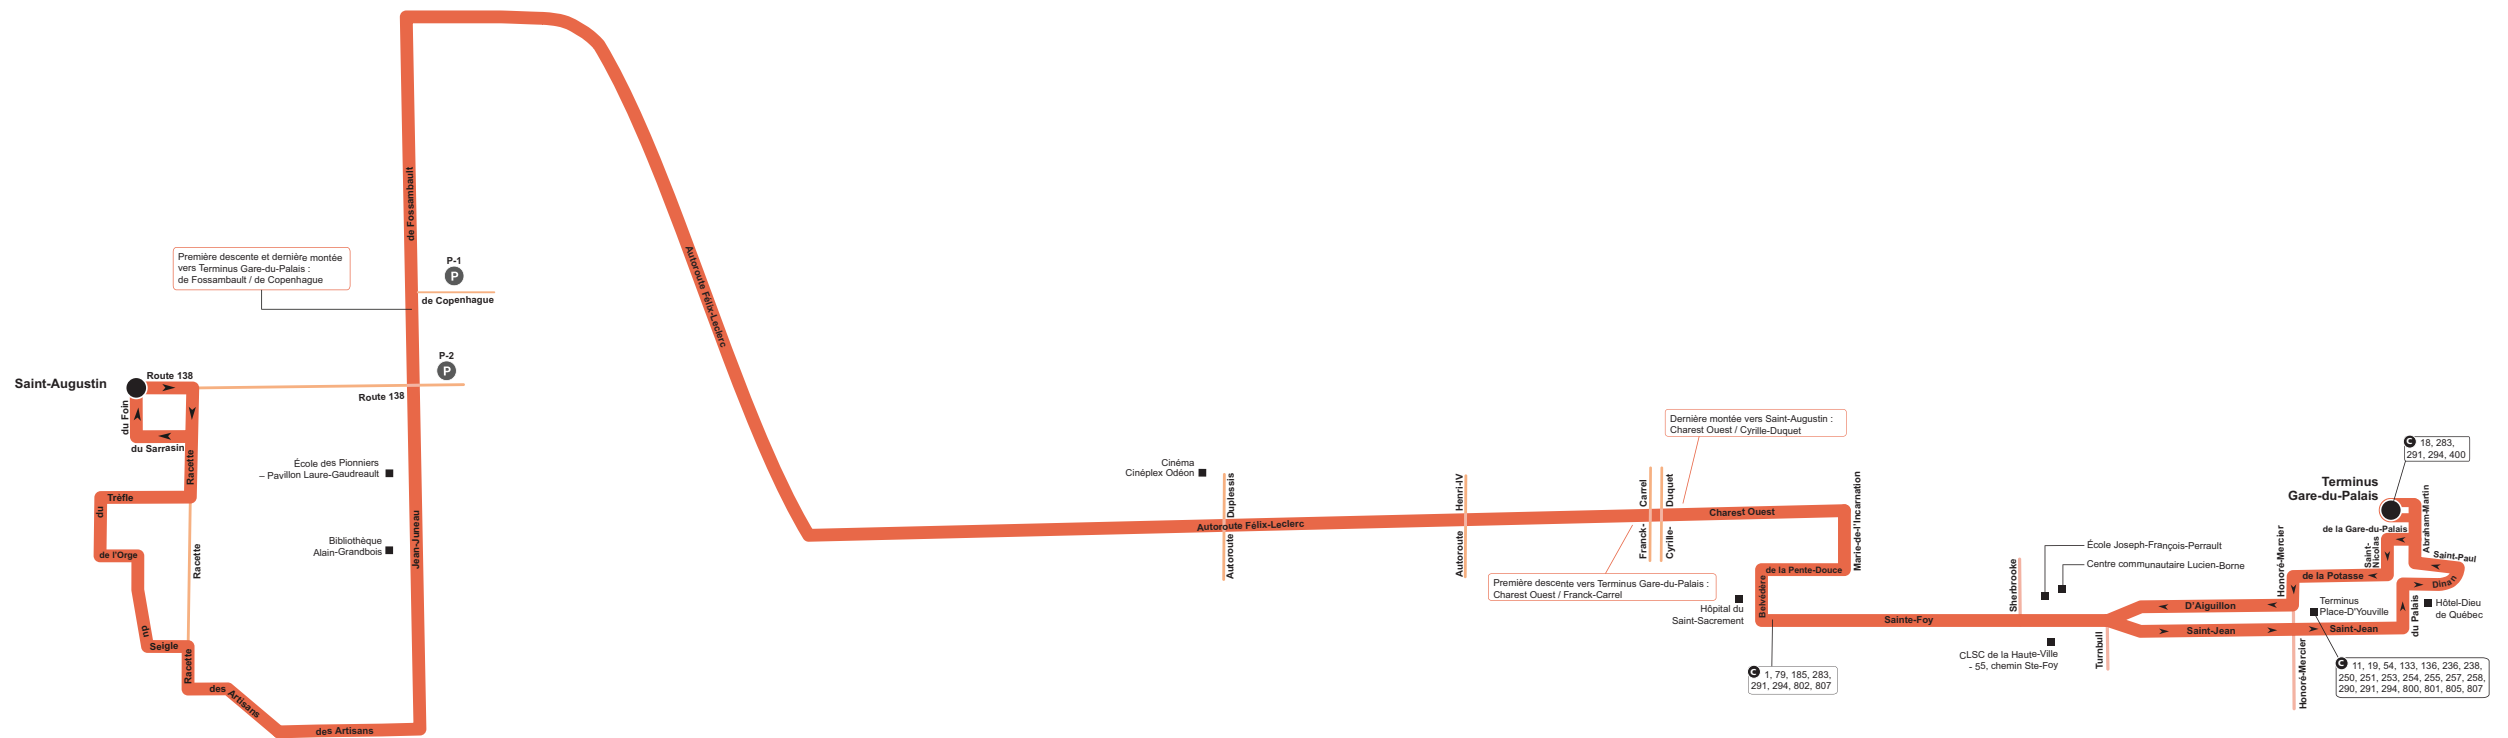 Première descente et dernière montée
vers Terminus Gare-du-Palais :
de Fossambault / de Copenhague
de Fossambault
P-1
P
de Copenhague
P-2
P
Saint-Augustin
Route 138
Route 138
du Foin
du Sarrasin
Racette
du
Trèfle
de l'Orge
Racette
du
Seigle
Racette
des Artisans
des Artisans
École des Pionniers
– Pavillon Laure-Gaudreault
Bibliothèque
Alain-Grandbois
Jean-Juneau
Autoroute Félix-Leclerc
Cinéma
Cinéplex Odéon
Autoroute Duplessis
Autoroute Félix-Leclerc
Autoroute Henri-IV
Dernière montée vers Saint-Augustin :
Charest Ouest / Cyrille-Duquet
Franck-Carrel
Cyrille-Duquet
Première descente vers Terminus Gare-du-Palais :
Charest Ouest / Franck-Carrel
Charest Ouest
Marie-de-l'Incarnation
de la Pente-Douce
Belvédère
Hôpital du
Saint-Sacrement
C 1, 79, 185, 283,
291, 294, 802, 807
Sainte-Foy
Sherbrooke
École Joseph-François-Perrault
Centre communautaire Lucien-Borne
CLSC de la Haute-Ville
- 55, chemin Ste-Foy
Turnbull
D'Aiguillon
Saint-Jean
Honoré-Mercier
Honoré-Mercier
Saint-Jean
Terminus
Place-D'Youville
C 11, 19, 54, 133, 136, 236, 238,
250, 251, 253, 254, 255, 257, 258,
290, 291, 294, 800, 801, 805, 807
du Palais
Hôtel-Dieu
de Québec
Dinan
Saint-Paul
de la Potasse
Saint-
Nicolas
de la Gare-du-Palais
Abraham-Martin
Terminus
Gare-du-Palais
C 18, 283,
291, 294, 400